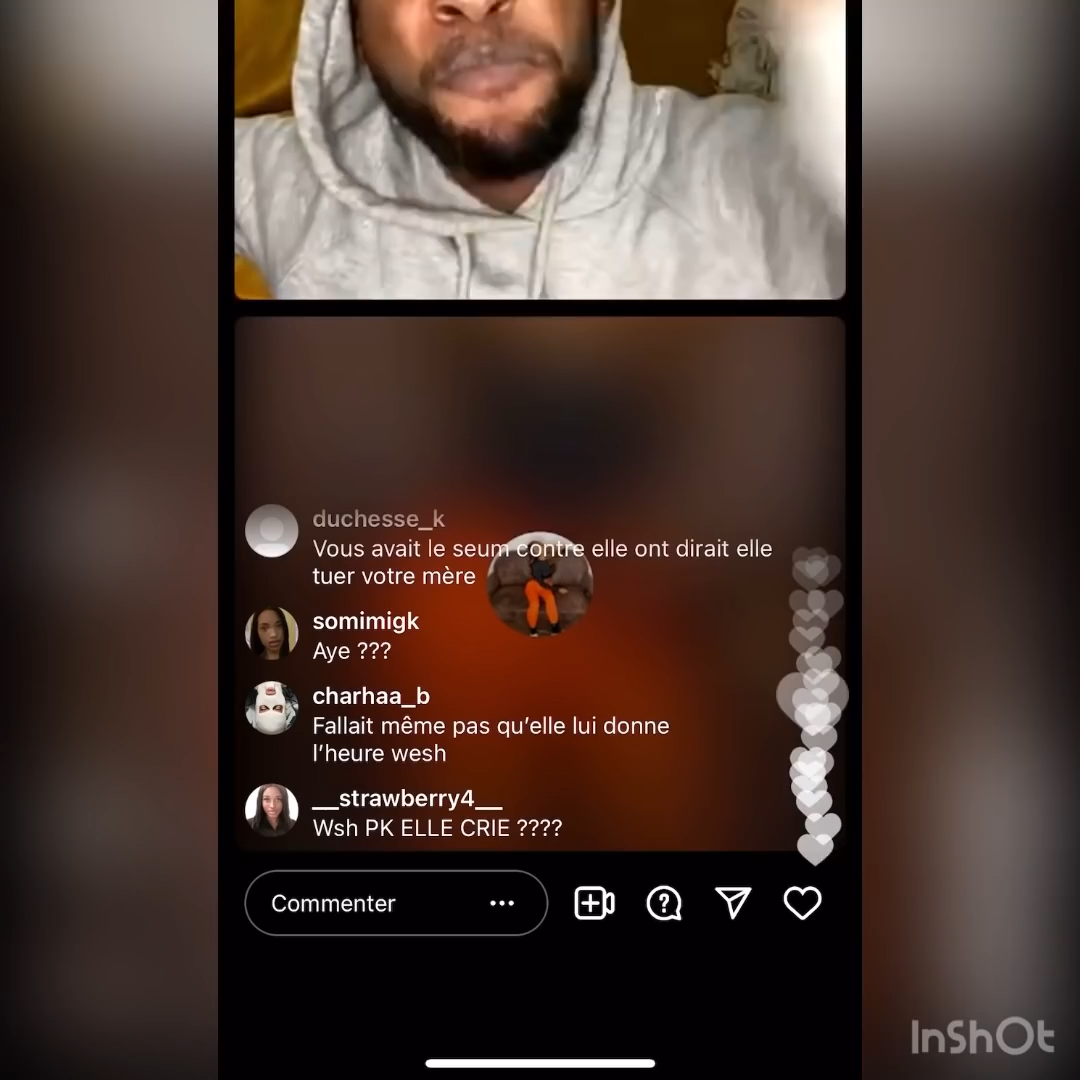 duchesse_k
Vous avait le seum contre elle ont dirait elle
tuer votre mère
somimigk
Aye ???
charhaa_b
Fallait même pas qu’elle lui donne
l’heure wesh
__strawberry4__
Wsh PK ELLE CRIE ????
Commenter
InShOt